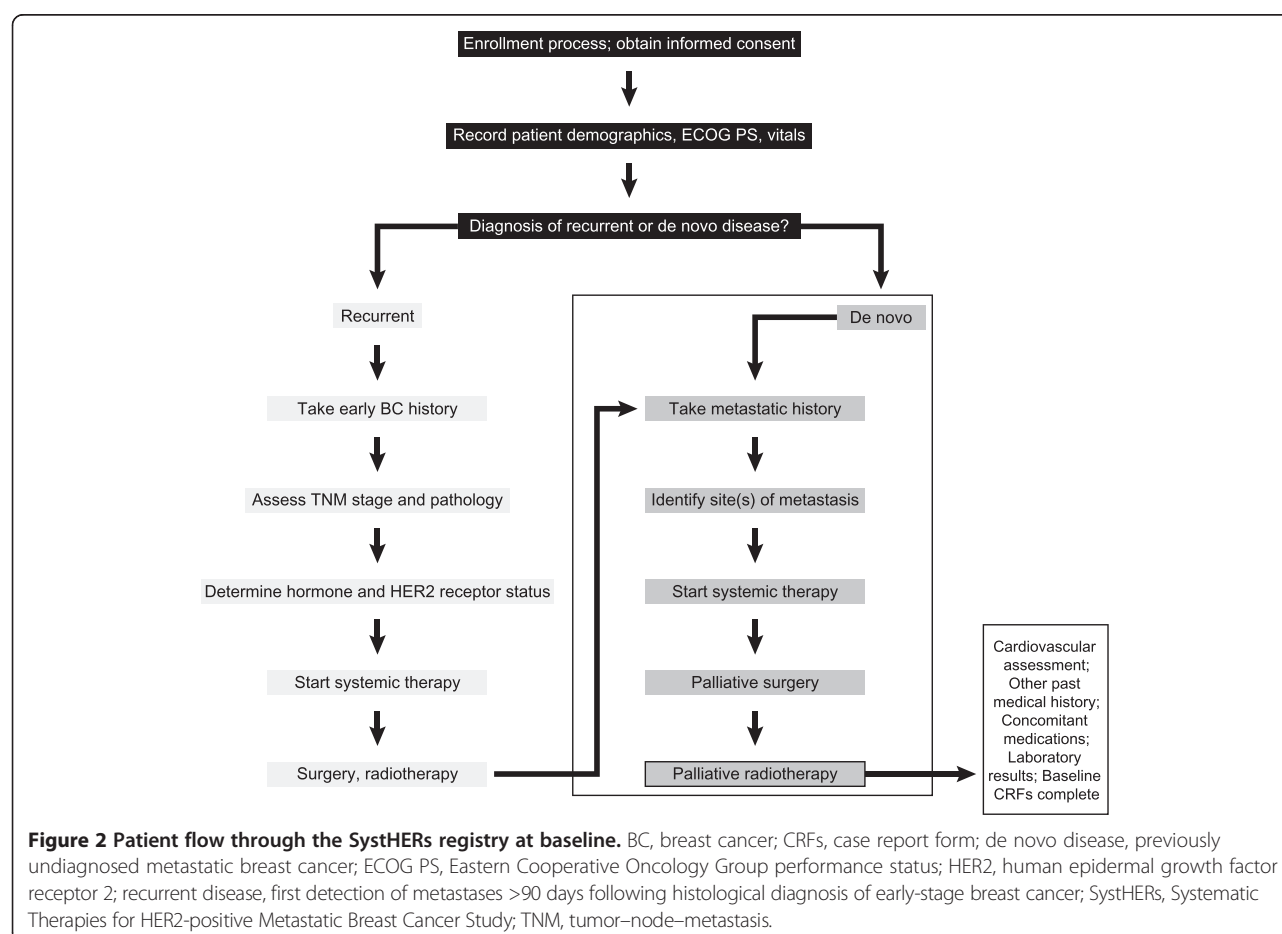 Enrollment process; obtain informed consent
Record patient demographics, ECOG PS, vitals
Diagnosis of recurrent or de novo disease?
Recurrent
Take early BC history
Assess TNM stage and pathology
Determine hormone and HER2 receptor status
Start systemic therapy
Surgery, radiotherapy
De novo
Take metastatic history
Identify site(s) of metastasis
Start systemic therapy
Palliative surgery
Palliative radiotherapy
Cardiovascular
assessment;
Other past
medical history;
Concomitant
medications;
Laboratory
results; Baseline
CRFs complete
Figure 2 Patient flow through the SystHERs registry at baseline. BC, breast cancer; CRFs, case report form; de novo disease, previously
undiagnosed metastatic breast cancer; ECOG PS, Eastern Cooperative Oncology Group performance status; HER2, human epidermal growth factor
receptor 2; recurrent disease, first detection of metastases >90 days following histological diagnosis of early-stage breast cancer; SystHERs, Systematic
Therapies for HER2-positive Metastatic Breast Cancer Study; TNM, tumor–node–metastasis.